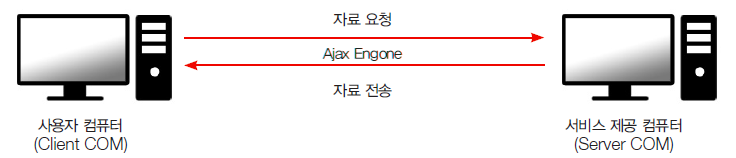 자료 요청
Ajax Engone
자료 전송
사용자 컴퓨터
(Client COM)
서비스 제공 컴퓨터
(Server COM)